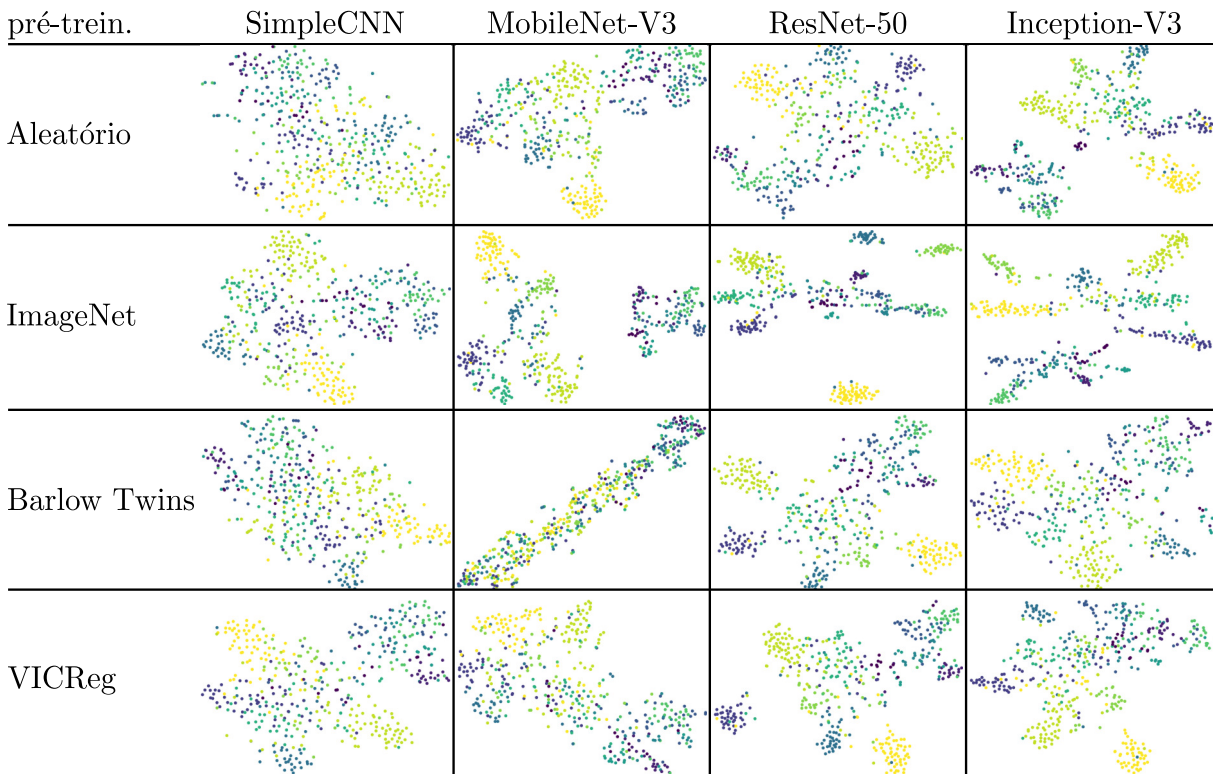 pré-trein. SimpleCNN MobileNet-V3 ResNet-50 Inception-V3
Aleatório
ImageNet
Barlow Twins
VICReg